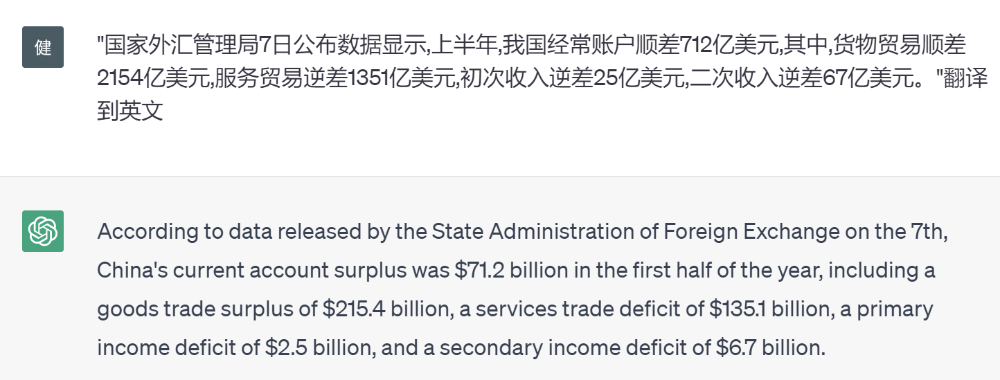 健
"国家外汇管理局7日公布数据显示,上半年,我国经常账户顺差712亿美元,其中,货物贸易顺差
2154亿美元,服务贸易逆差1351亿美元,初次收入逆差25亿美元,二次收入逆差67亿美元。"翻译
到英文
According to data released by the State Administration of Foreign Exchange on the 7th,
China's current account surplus was $71.2 billion in the first half of the year, including a
goods trade surplus of $215.4 billion, a services trade deficit of $135.1 billion, a primary
income deficit of $2.5 billion, and a secondary income deficit of $6.7 billion.